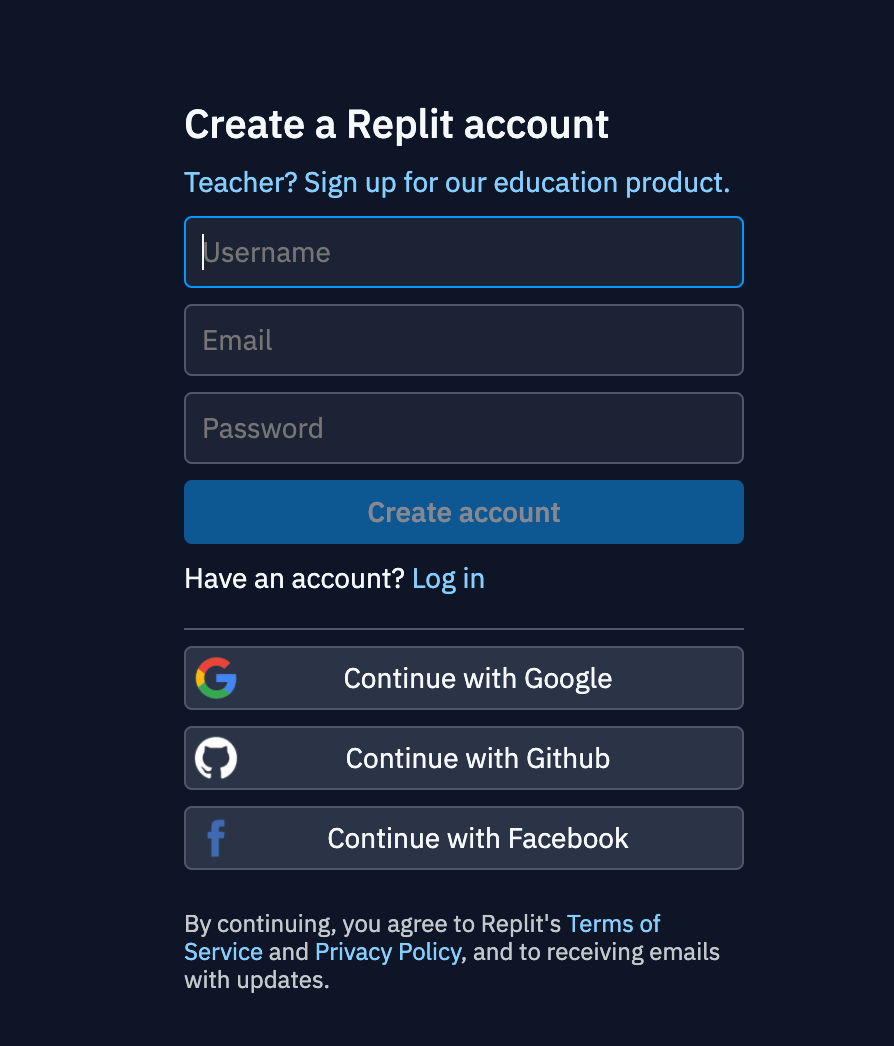 Create a Replit account
Teacher? Sign up for our education product.
Username
Email
Password
Create account
Have an account? Log in
Continue with Google
Continue with Github
Continue with Facebook
By continuing, you agree to Replit's Terms of
Service and Privacy Policy, and to receiving emails
with updates.